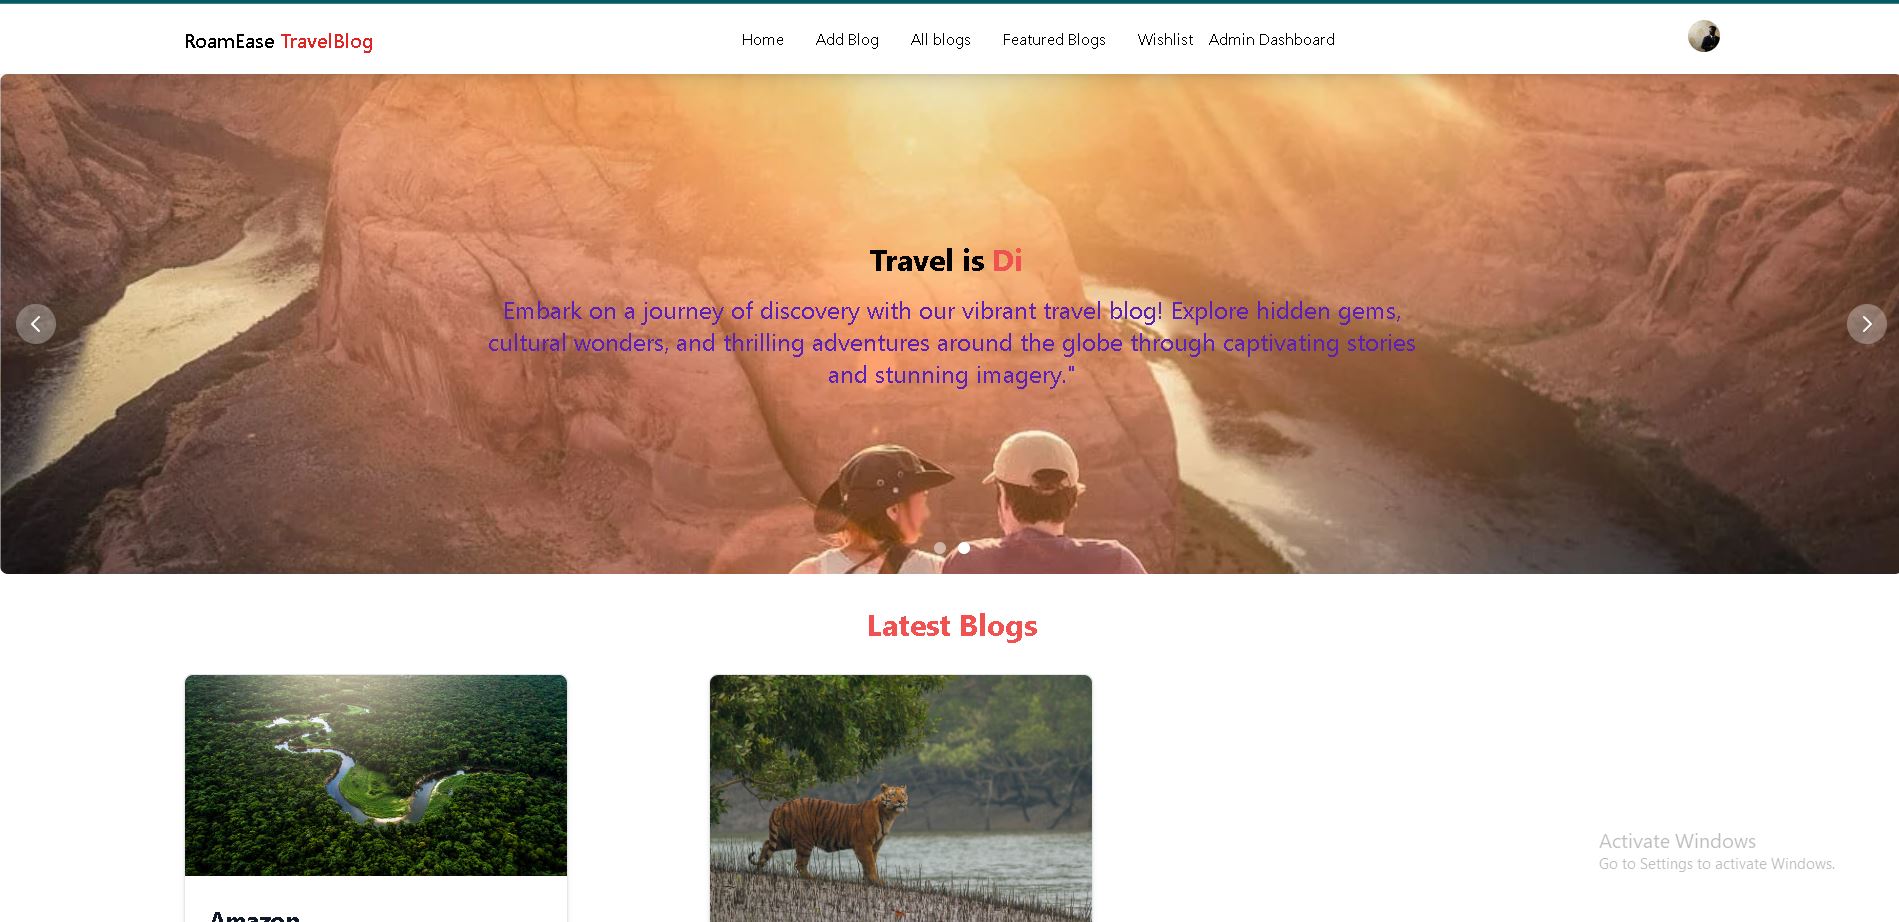 RoamEase TravelBlog
Home Add Blog All blogs Featured Blogs Wishlist Admin Dashboard
Travel is Di
Embark on a journey of discovery with our vibrant travel blog! Explore hidden gems,
cultural wonders, and thrilling adventures around the globe through captivating stories
and stunning imagery."
Latest Blogs
Activate Windows
Go to Settings to activate Windows.
Amazon